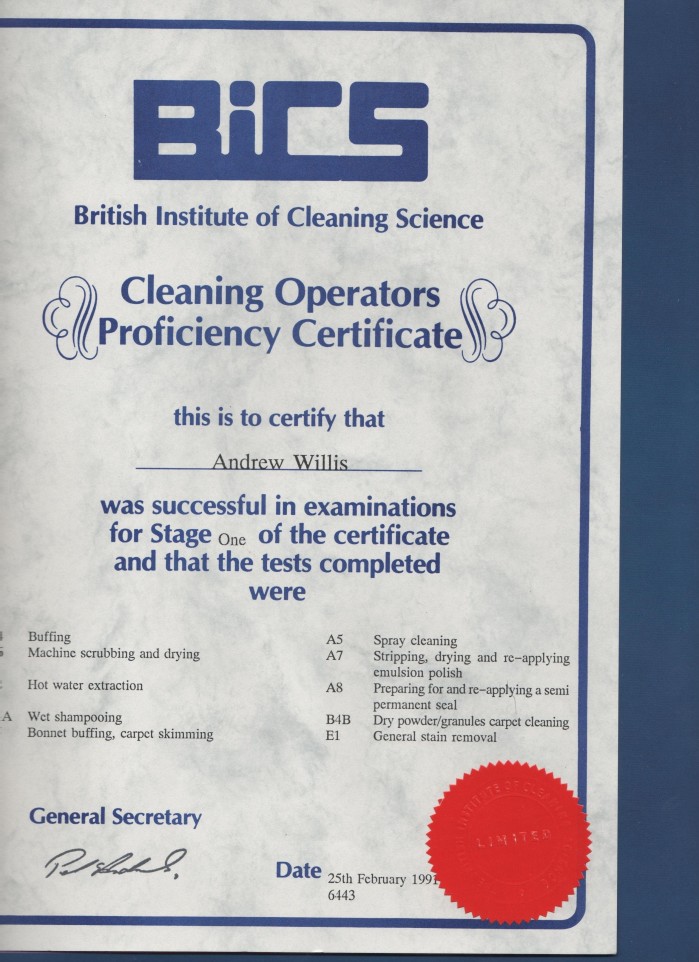 BiCS
British Institute of Cleaning Science
Cleaning Operators
Proficiency Certificate
this is to certify that
Andrew Willis
was successful in examinations
for Stage One of the certificate
and that the tests completed
were
Buffing
Machine scrubbing and drying
Hot water extraction
A Wet shampooing
Bonnet buffing, carpet skimming
A5 Spray cleaning
A7 Stripping, drying and re-applying
emulsion polish
A8 Preparing for and re-applying a semi
permanent seal
B4B Dry powder/granules carpet cleaning
E1 General stain removal
General Secretary
Date 25th February 1991
6443
INSTITUTE OF CLEANING
LIMITED